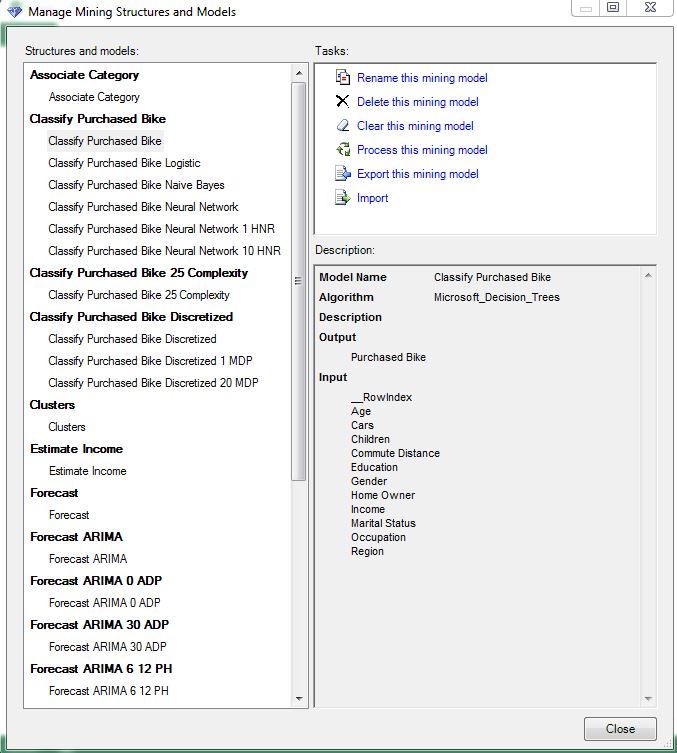 Manage Mining Structures and Models
Structures and models:
Associate Category
Associate Category
Classify Purchased Bike
Classify Purchased Bike
Classify Purchased Bike Logistic
Classify Purchased Bike Naive Bayes
Classify Purchased Bike Neural Network
Classify Purchased Bike Neural Network 1 HNR
Classify Purchased Bike Neural Network 10 HNR
Classify Purchased Bike 25 Complexity
Classify Purchased Bike 25 Complexity
Classify Purchased Bike Discretized
Classify Purchased Bike Discretized
Classify Purchased Bike Discretized 1 MDP
Classify Purchased Bike Discretized 20 MDP
Clusters
Clusters
Estimate Income
Estimate Income
Forecast
Forecast
Forecast ARIMA
Forecast ARIMA
Forecast ARIMA 0 ADP
Forecast ARIMA 0 ADP
Forecast ARIMA 30 ADP
Forecast ARIMA 30 ADP
Forecast ARIMA 6 12 PH
Forecast ARIMA 6 12 PH
Tasks:
Rename this mining model
Delete this mining model
Clear this mining model
Process this mining model
Export this mining model
Import
Description:
Model Name Classify Purchased Bike
Algorithm Microsoft_Decision_Trees
Description
Output
Purchased Bike
Input
__RowIndex
Age
Cars
Children
Commute Distance
Education
Gender
Home Owner
Income
Marital Status
Occupation
Region
Close